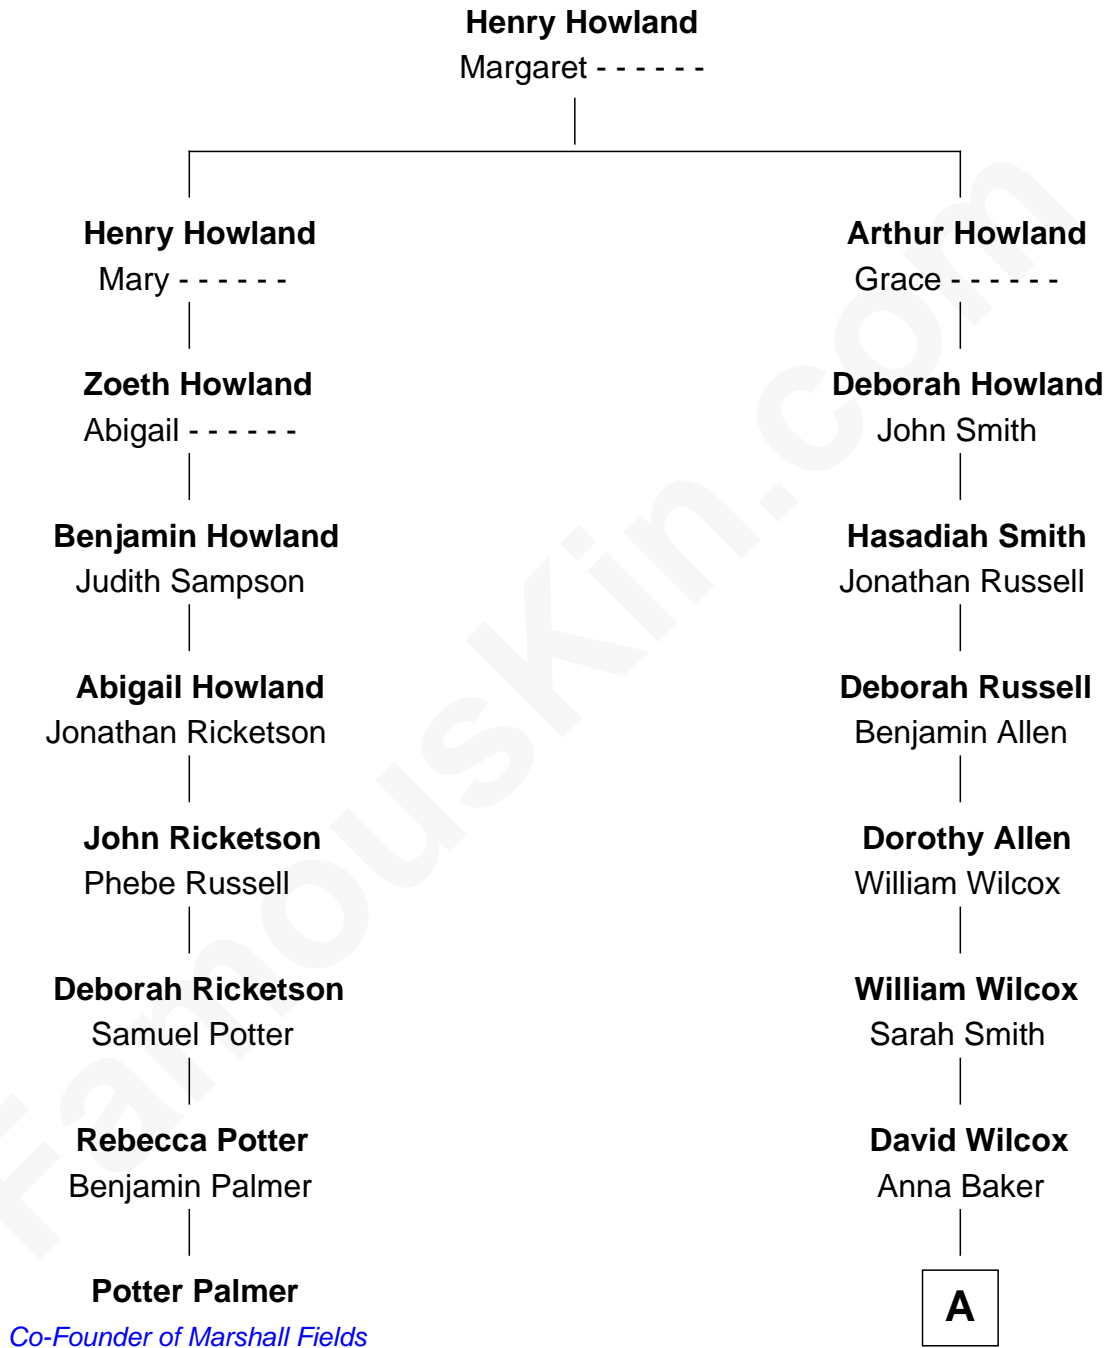 Henry Howland
Margaret - - - - - -
Henry Howland
Mary - - - - - -
Arthur Howland
Grace - - - - - -
Zoeth Howland
Abigail - - - - - -
Deborah Howland
John Smith
Benjamin Howland
Judith Sampson
Hasadiah Smith
Jonathan Russell
Abigail Howland
Jonathan Ricketson
Deborah Russell
Benjamin Allen
John Ricketson
Phebe Russell
Dorothy Allen
William Wilcox
Deborah Ricketson
Samuel Potter
William Wilcox
Sarah Smith
Rebecca Potter
Benjamin Palmer
David Wilcox
Anna Baker
Potter Palmer
Co-Founder of Marshall Fields
A
FamousKin.com